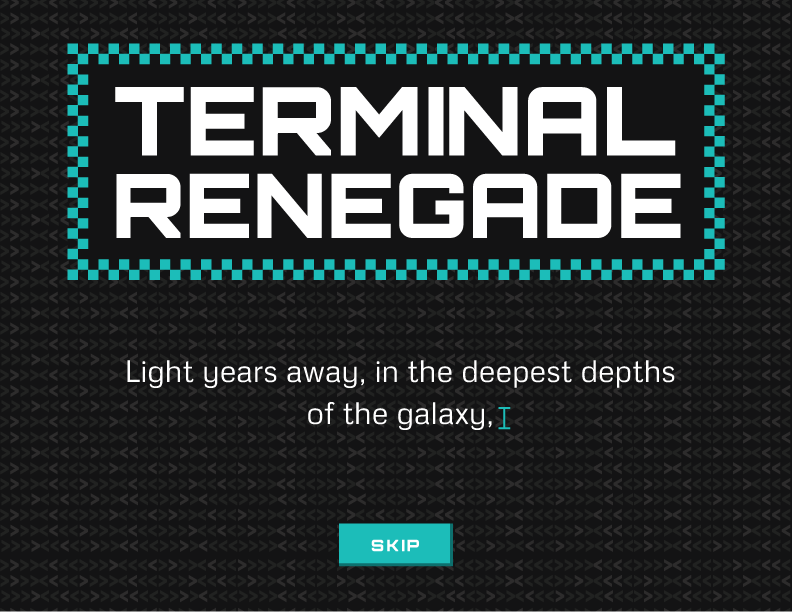 TERMINAL
RENEGADE
Light years away, in the deepest depths
of the galaxy,
SKIP